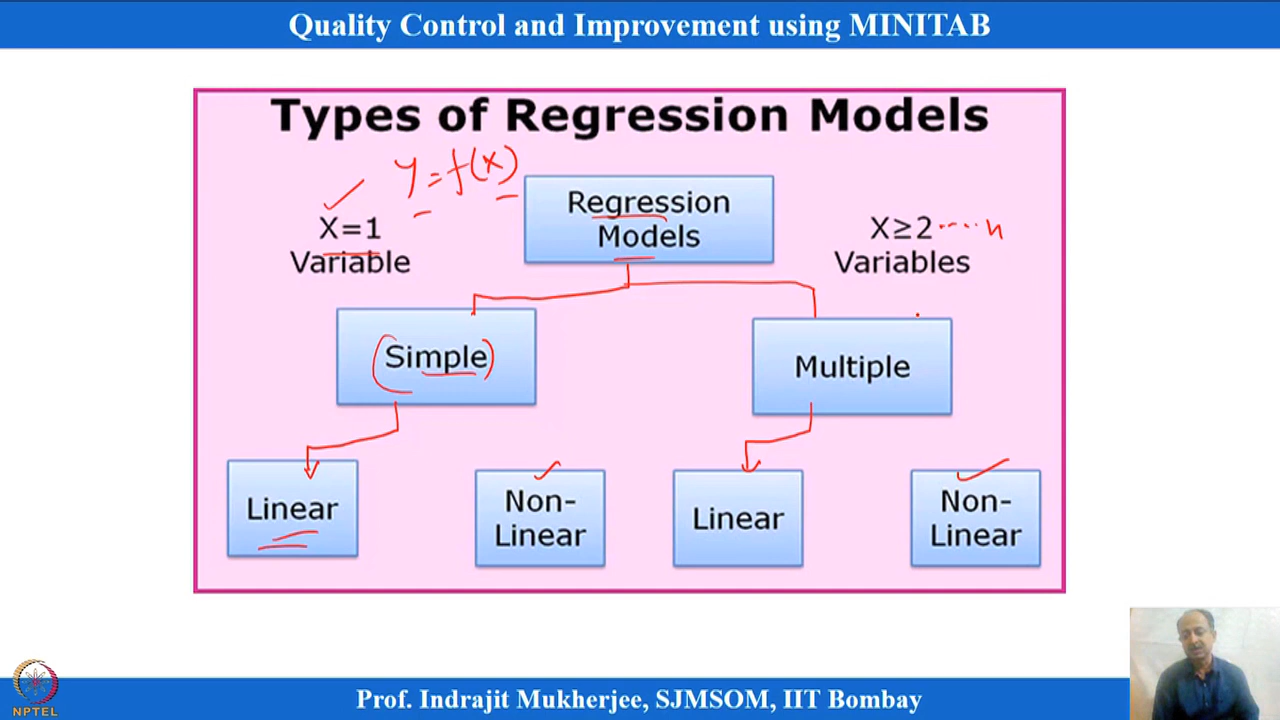 Quality Control and Improvement using MINITAB
Types of Regression Models
y = f(x)
X=1
Variable
Regression
Models
X≥2 ....n
Variables
Simple
Multiple
Linear
Non-
Linear
Linear
Non-
Linear
NPTEL
Prof. Indrajit Mukherjee, SJMSOM, IIT Bombay